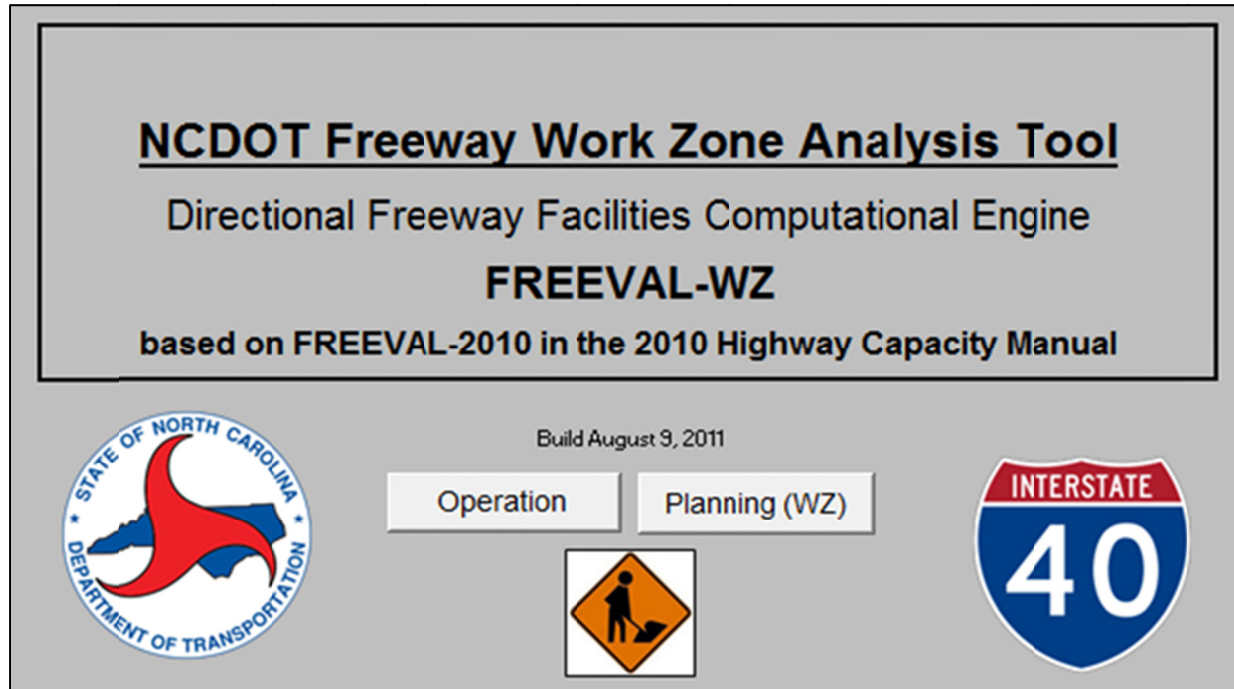 NCDOT Freeway Work Zone Analysis Tool
Directional Freeway Facilities Computational Engine
FREEVAL-WZ
based on FREEVAL-2010 in the 2010 Highway Capacity Manual
Build August 9, 2011
Operation
Planning (WZ)
STATE OF NORTH CAROLINA
DEPARTMENT OF TRANSPORTATION
INTERSTATE
40